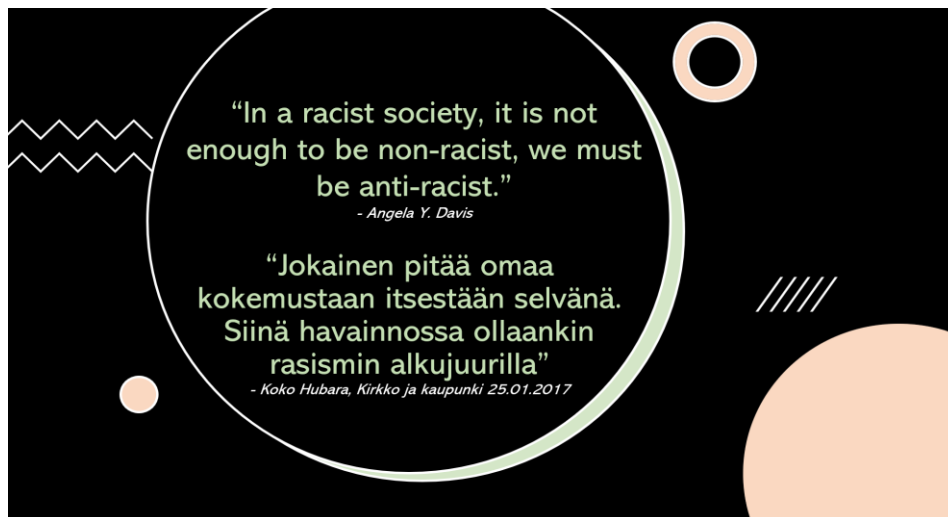 “In a racist society, it is not
enough to be non-racist, we must
be anti-racist.”
- Angela Y. Davis
“Jokainen pitää omaa
kokemustaan itsestään selvänä.
Siinä havainnossa ollaankin
rasismin alkujuurilla”
- Koko Hubara, Kirkko ja kaupunki 25.01.2017